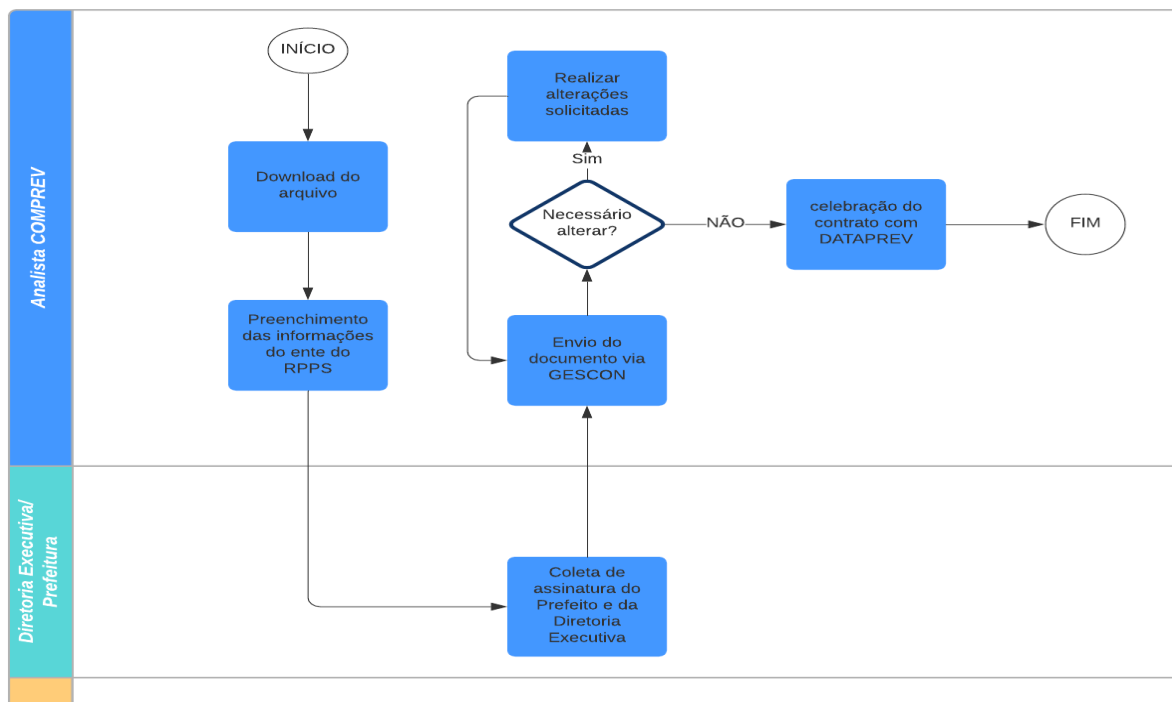 Analista COMPREV
INÍCIO
Download do
arquivo
Preenchimento
das informações
do ente do
RPPS
Realizar
alterações
solicitadas
Sim
Necessário
alterar?
NÃO
celebração do
contrato com
DATAPREV
FIM
Envio do
documento via
GESCON
Diretoria Executiva/
Prefeitura
Coleta de
assinatura do
Prefeito e da
Diretoria
Executiva